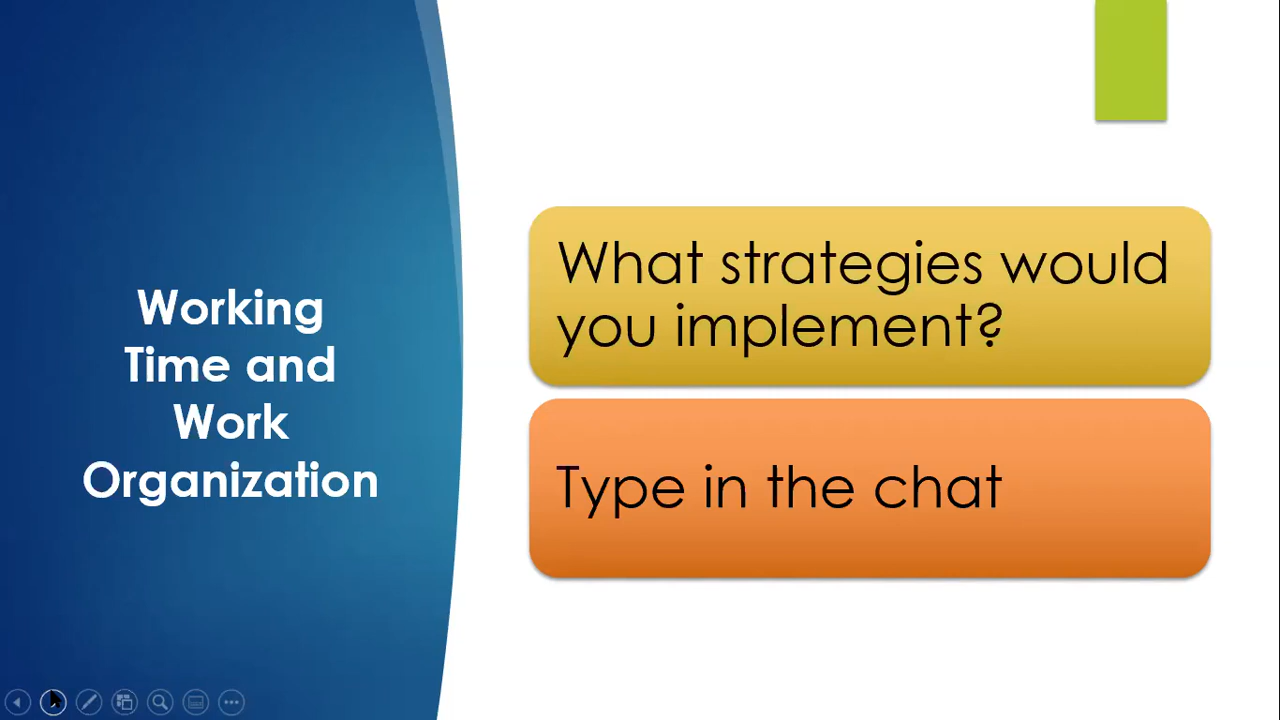 Working
Time and
Work
Organization
What strategies would
you implement?
Type in the chat